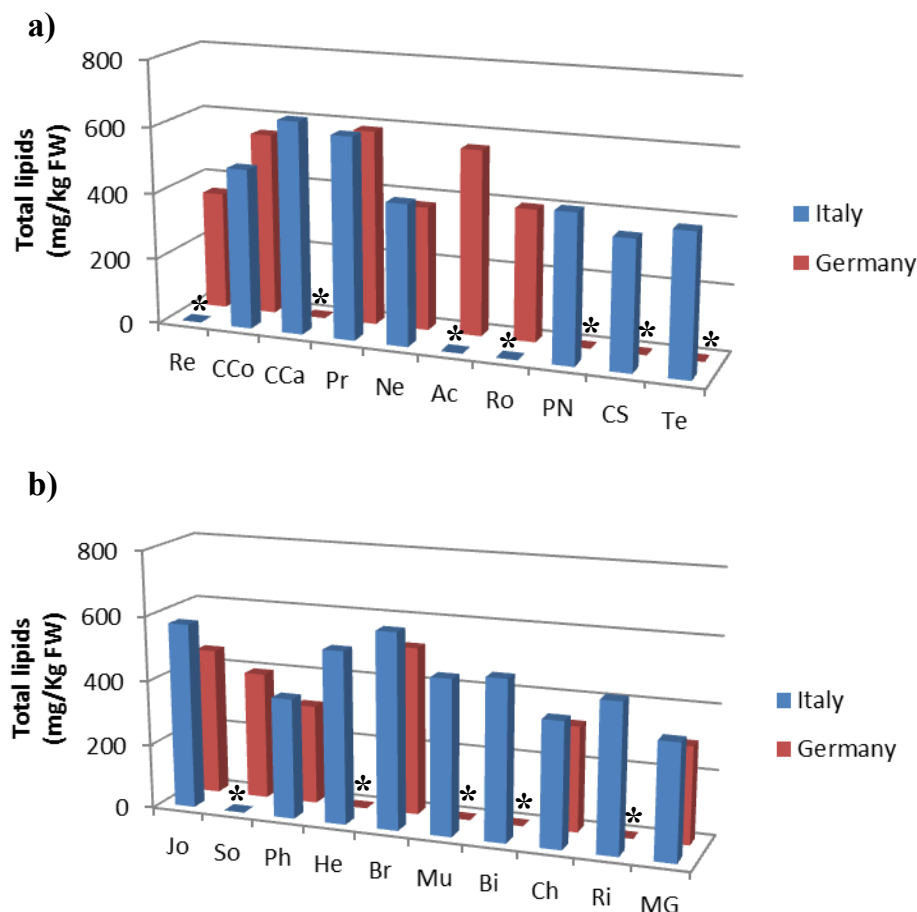 a)
800
600
400
200
0
Total lipids
(mg/kg FW)
*
*
*
*
*
*
*
Re
CCo
CCa
Pr
Ne
Ac
Ro
PN
CS
Te
Italy
Germany
b)
800
600
400
200
0
Total lipids
(mg/Kg FW)
*
*
*
*
*
Jo
So
Ph
He
Br
Mu
Bi
Ch
Ri
MG
Italy
Germany